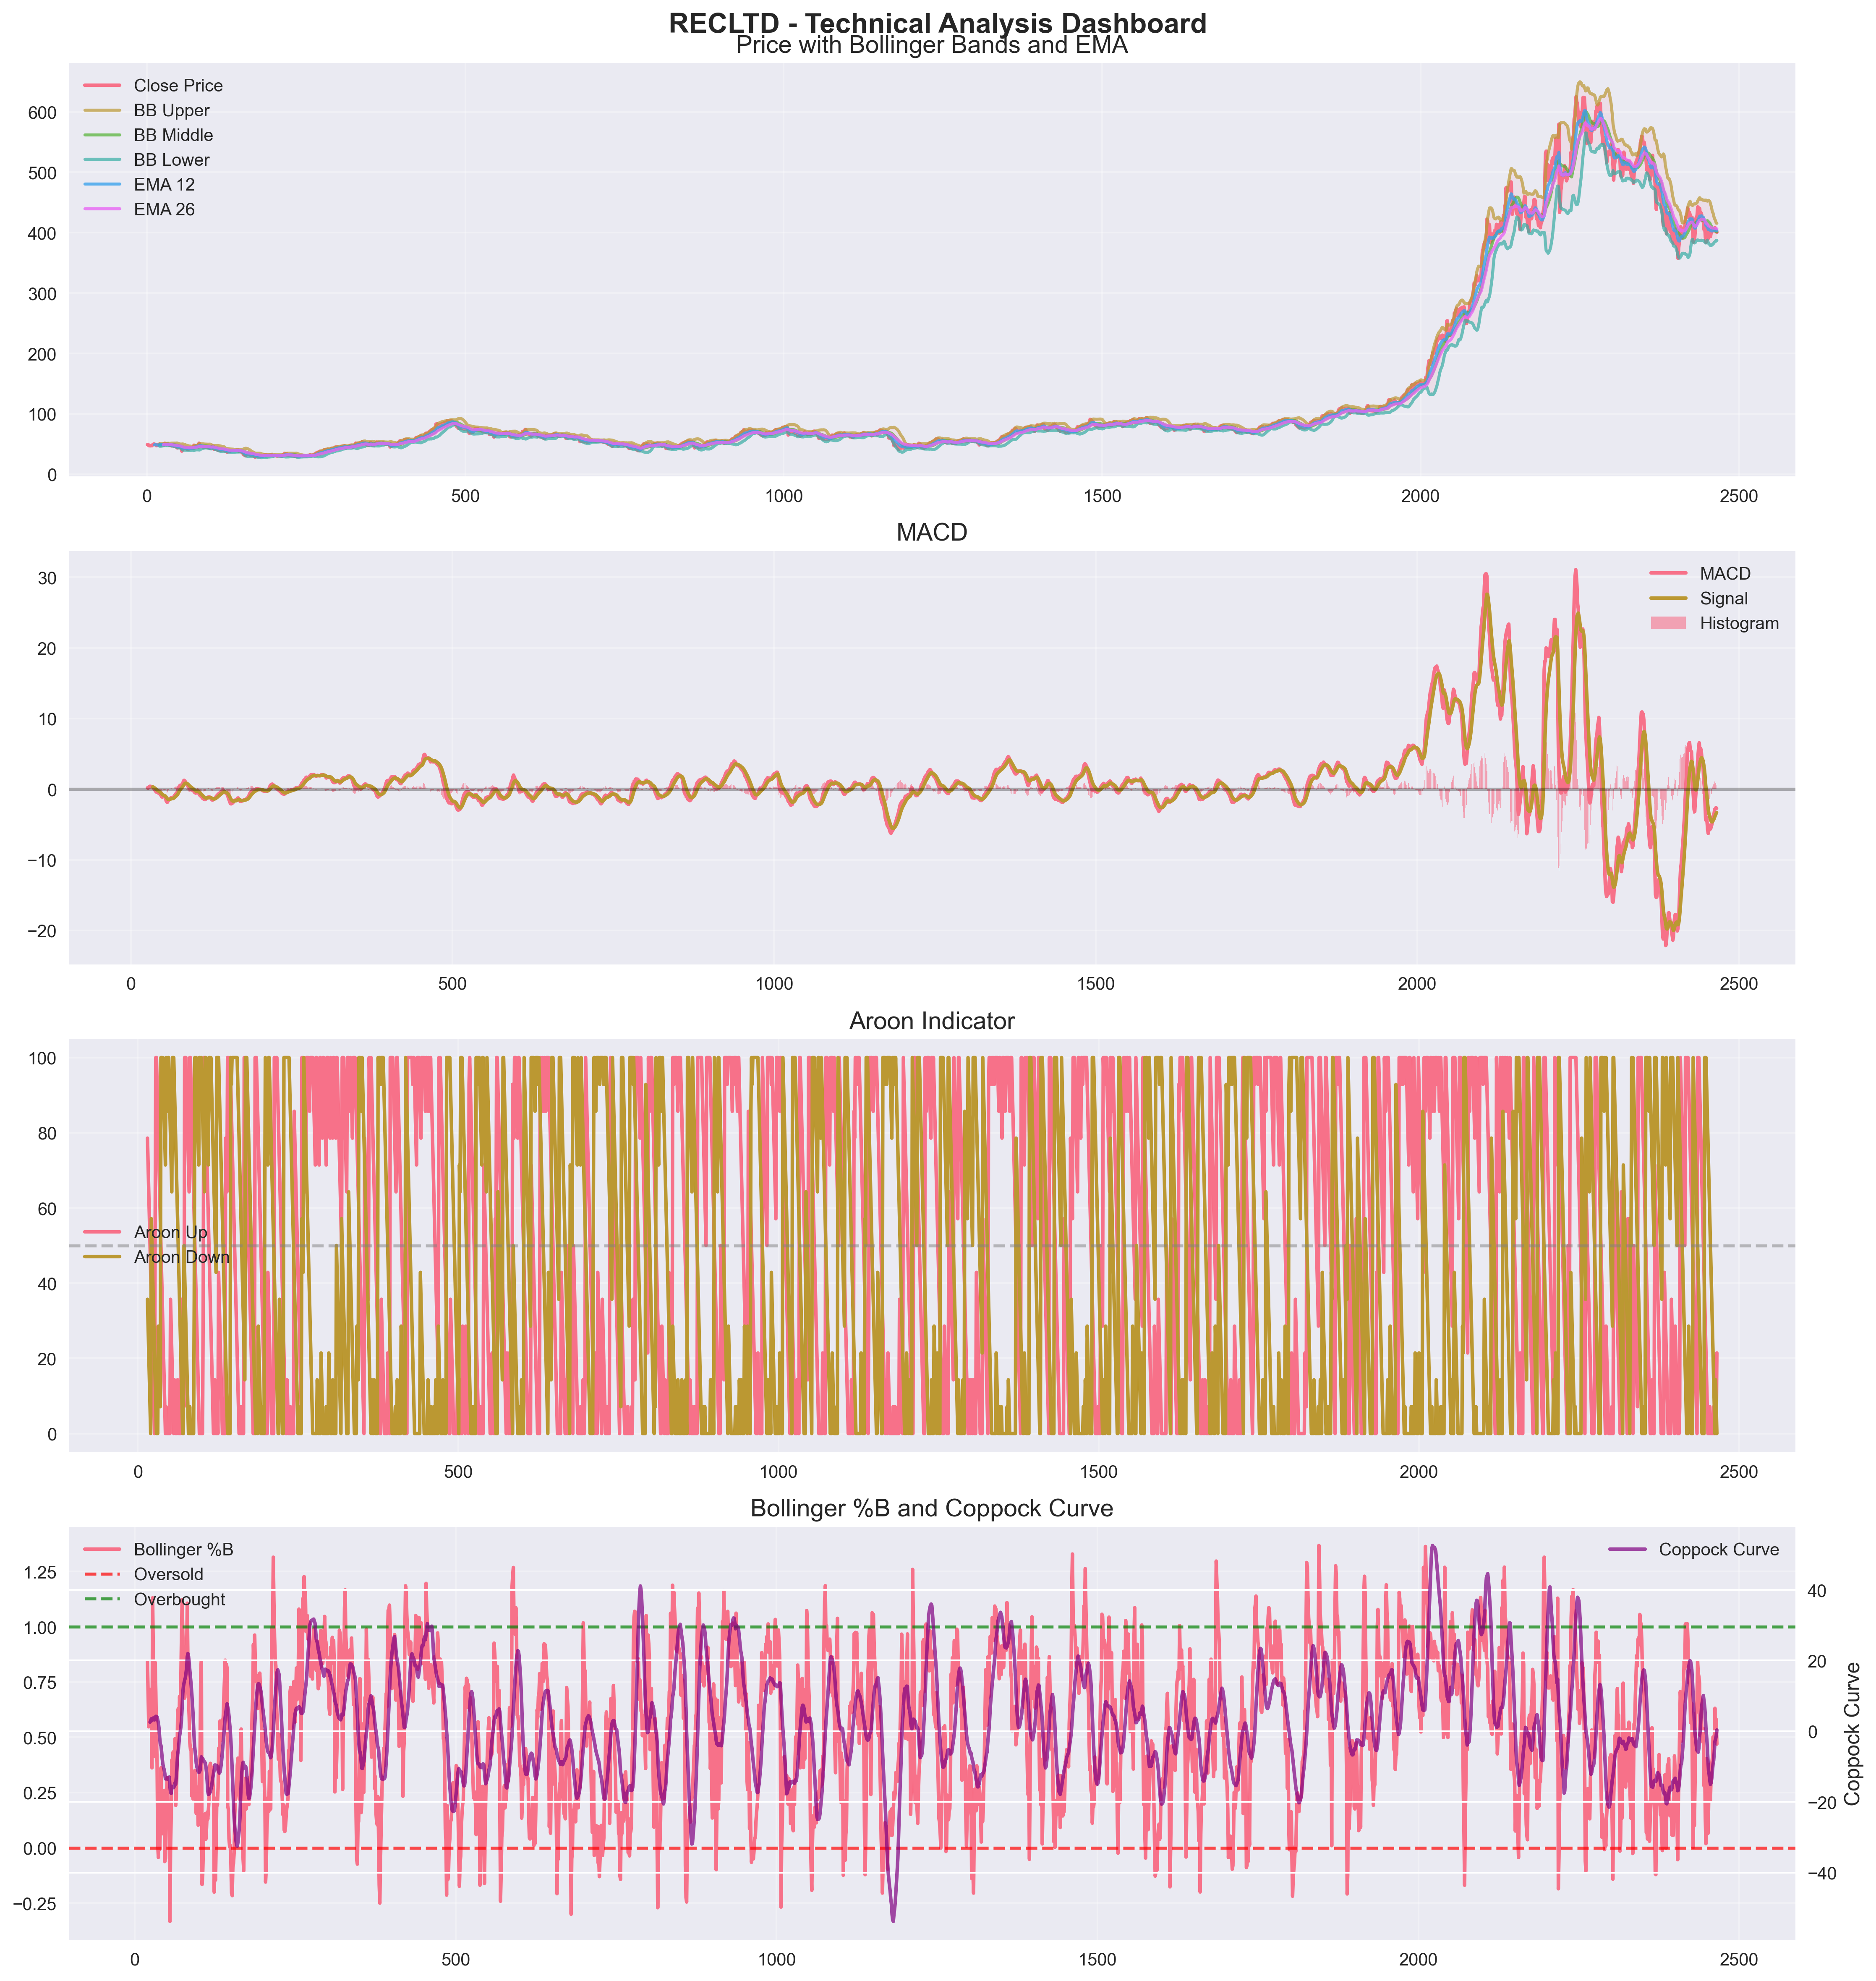 RECLTD - Technical Analysis Dashboard
Price with Bollinger Bands and EMA
Close Price
BB Upper
BB Middle
BB Lower
EMA 12
EMA 26
600
500
400
300
200
100
0
0 500 1000 1500 2000 2500
MACD
MACD
Signal
Histogram
30
20
10
0
−10
−20
0 500 1000 1500 2000 2500
Aroon Indicator
100
80
60
40
20
0
Aroon Up
Aroon Down
0 500 1000 1500 2000 2500
Bollinger %B and Coppock Curve
Bollinger %B
Oversold
Overbought
Coppock Curve
1.25
1.00
0.75
0.50
0.25
0.00
−0.25
40
20
0
−20
−40
Coppock Curve
0 500 1000 1500 2000 2500